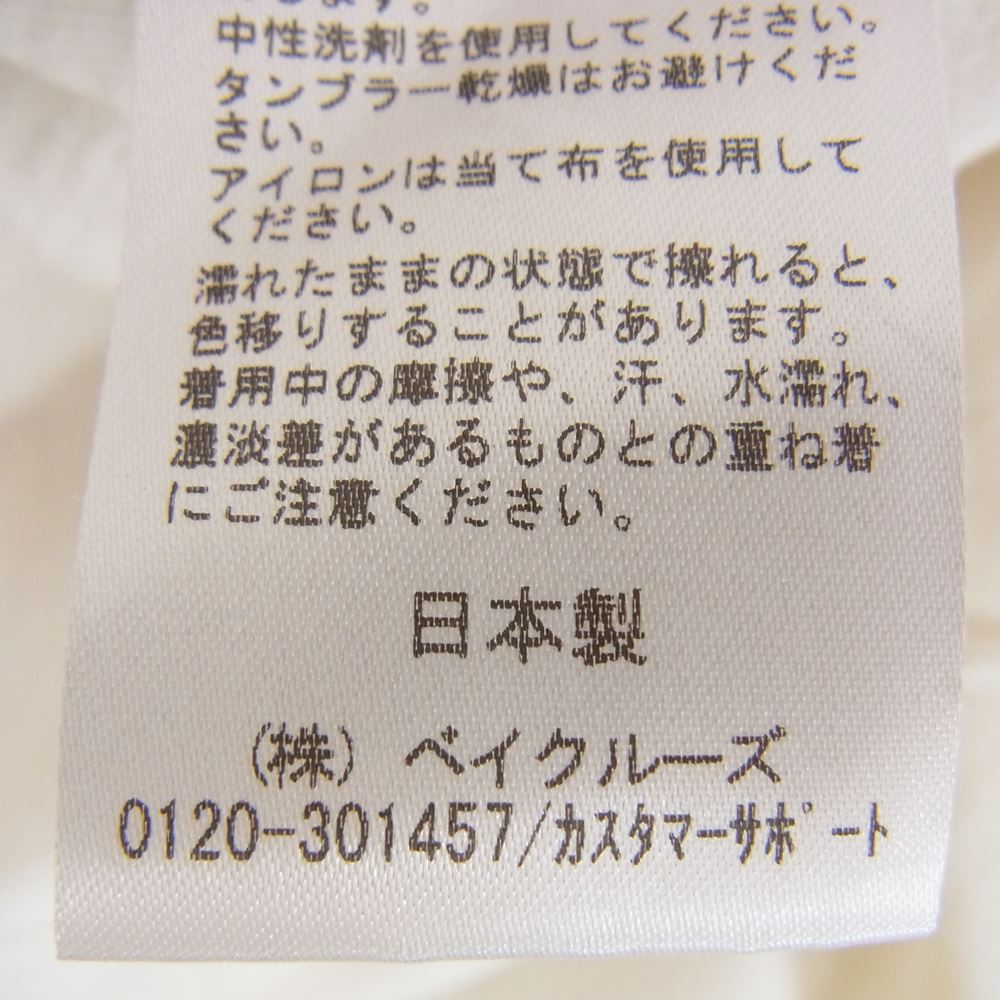 ます。
中性洗剤を使用してください。
タンブラー乾燥はお避けくだ
さい。
アイロンは当て布を使用して
ください。
濡れたままの状態で擦れると、
色移りすることがあります。
着用中の摩擦や、汗、水濡れ、
濃淡差があるものとの重ね着
にご注意ください。
日本製
(株) ベイクルーズ
0120-301457/カスタマーサポート